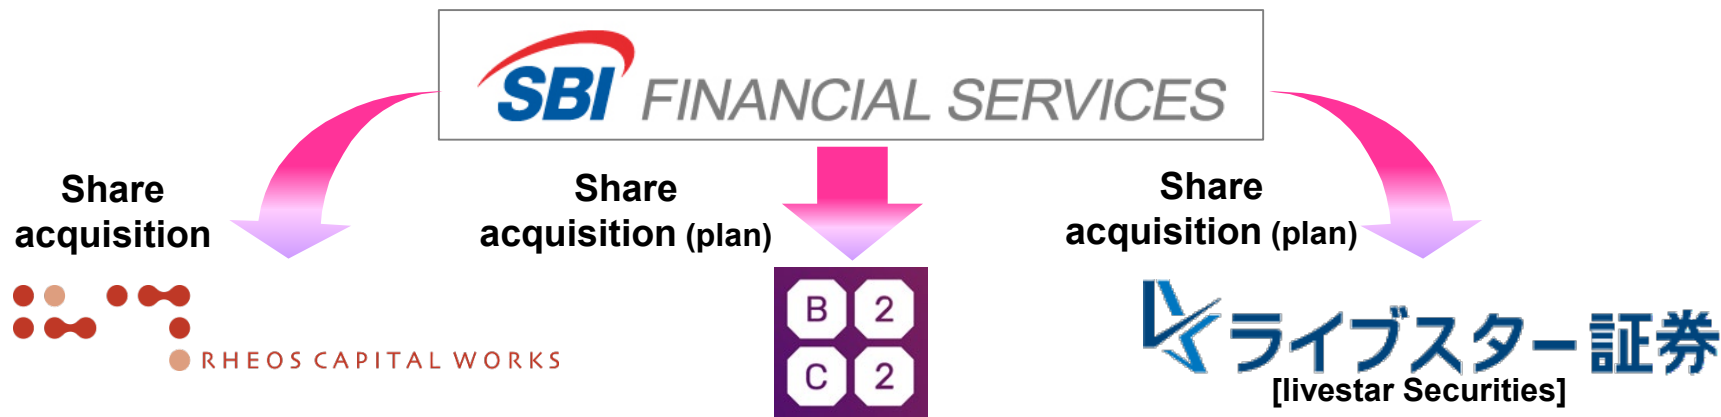 SBI FINANCIAL SERVICES
Share
acquisition
Share
acquisition (plan)
Share
acquisition (plan)
RHEOS CAPITAL WORKS
B 2
C 2
ライブスター証券
[livestar Securities]